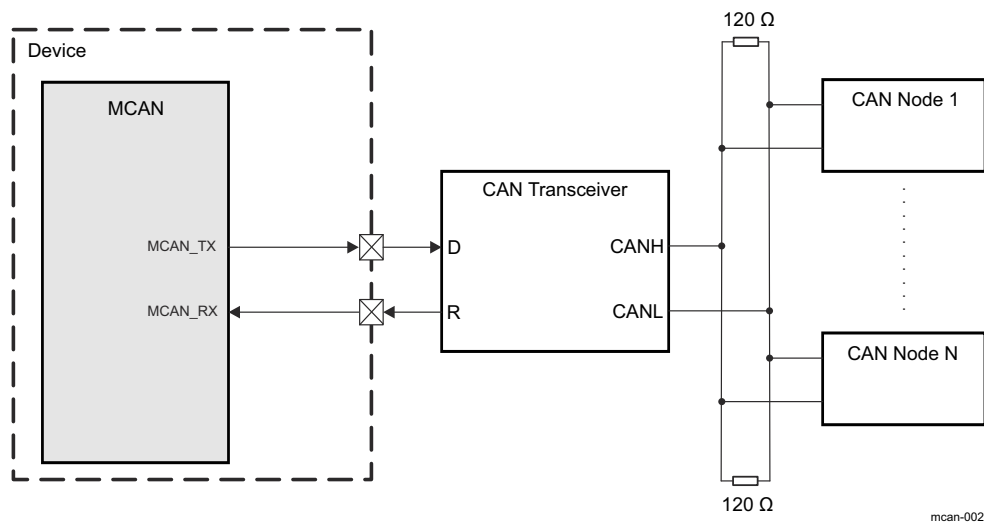 120 Ω
Device
MCAN
CAN Node 1
CAN Transceiver
MCAN_TX
D
CANH
MCAN_RX
R
CANL
CAN Node N
120 Ω
mcan-002